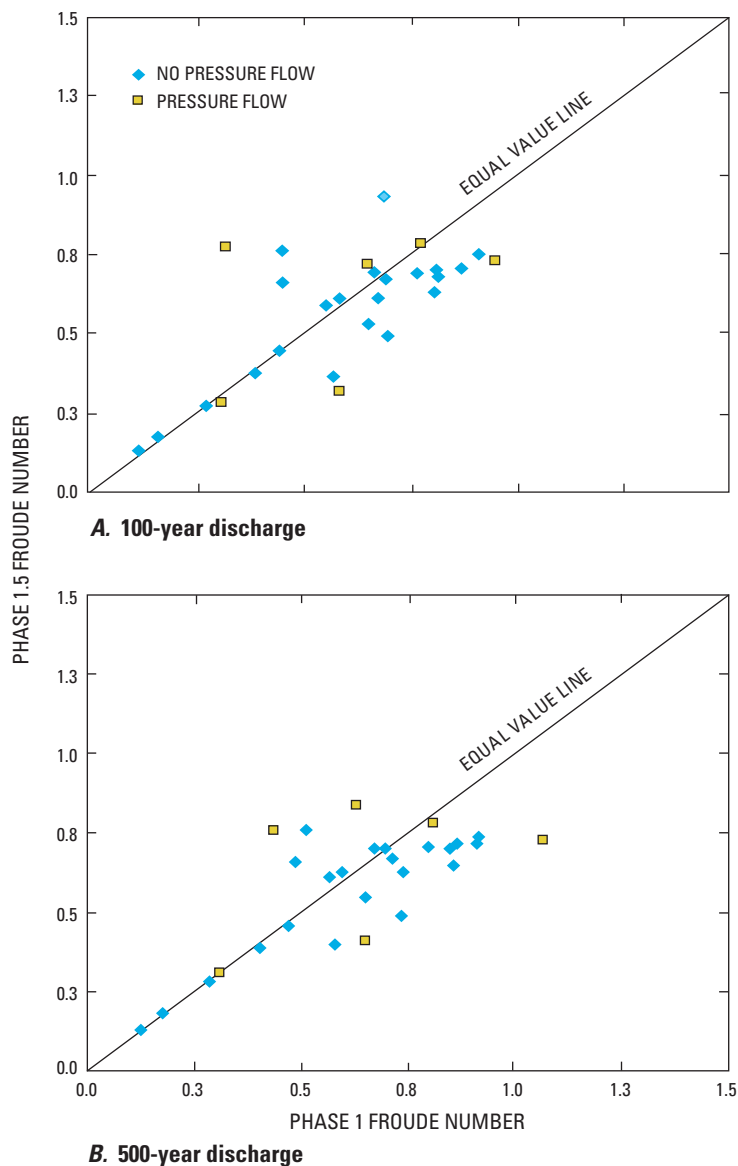 1.5
1.3
1.0
0.8
0.5
0.3
0.0
NO PRESSURE FLOW
PRESSURE FLOW
EQUAL VALUE LINE
A. 100-year discharge
PHASE 1.5 FROUDE NUMBER
1.5
1.3
1.0
0.8
0.5
0.3
0.0
EQUAL VALUE LINE
0.0 0.3 0.5 0.8 1.0 1.3 1.5
PHASE 1 FROUDE NUMBER
B. 500-year discharge